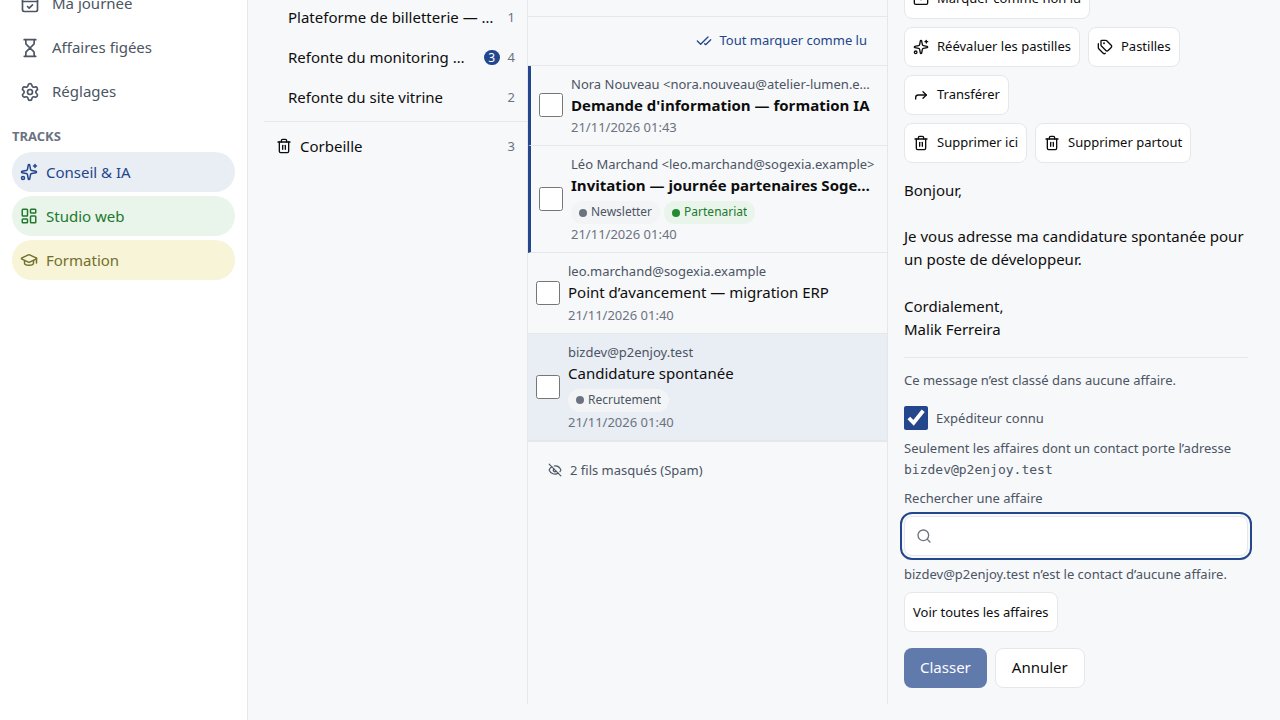 Ma journée
Affaires figées
Réglages
TRACKS
Conseil & IA
Studio web
Formation
Plateforme de billetterie — ... 1
Refonte du monitoring ... 3 4
Refonte du site vitrine 2
Corbeille 3
Tout marquer comme lu
Nora Nouveau <nora.nouveau@atelier-lumen.e...
Demande d'information — formation IA
21/11/2026 01:43
Léo Marchand <leo.marchand@sogexia.example>
Invitation — journée partenaires Soge...
Newsletter Partenariat
21/11/2026 01:40
leo.marchand@sogexia.example
Point d’avancement — migration ERP
21/11/2026 01:40
bizdev@p2enjoy.test
Candidature spontanée
Recrutement
21/11/2026 01:40
2 fils masqués (Spam)
Marquer comme non lu
Réévaluer les pastilles Pastilles
Transférer
Supprimer ici Supprimer partout
Bonjour,
Je vous adresse ma candidature spontanée pour
un poste de développeur.
Cordialement,
Malik Ferreira
Ce message n’est classé dans aucune affaire.
Expéditeur connu
Seulement les affaires dont un contact porte l’adresse
bizdev@p2enjoy.test
Rechercher une affaire
bizdev@p2enjoy.test n’est le contact d’aucune affaire.
Voir toutes les affaires
Classer Annuler